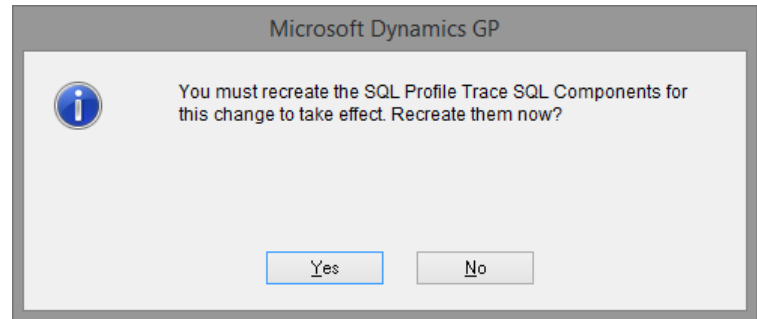 Microsoft Dynamics GP
You must recreate the SQL Profile Trace SQL Components for
this change to take effect. Recreate them now?
Yes No